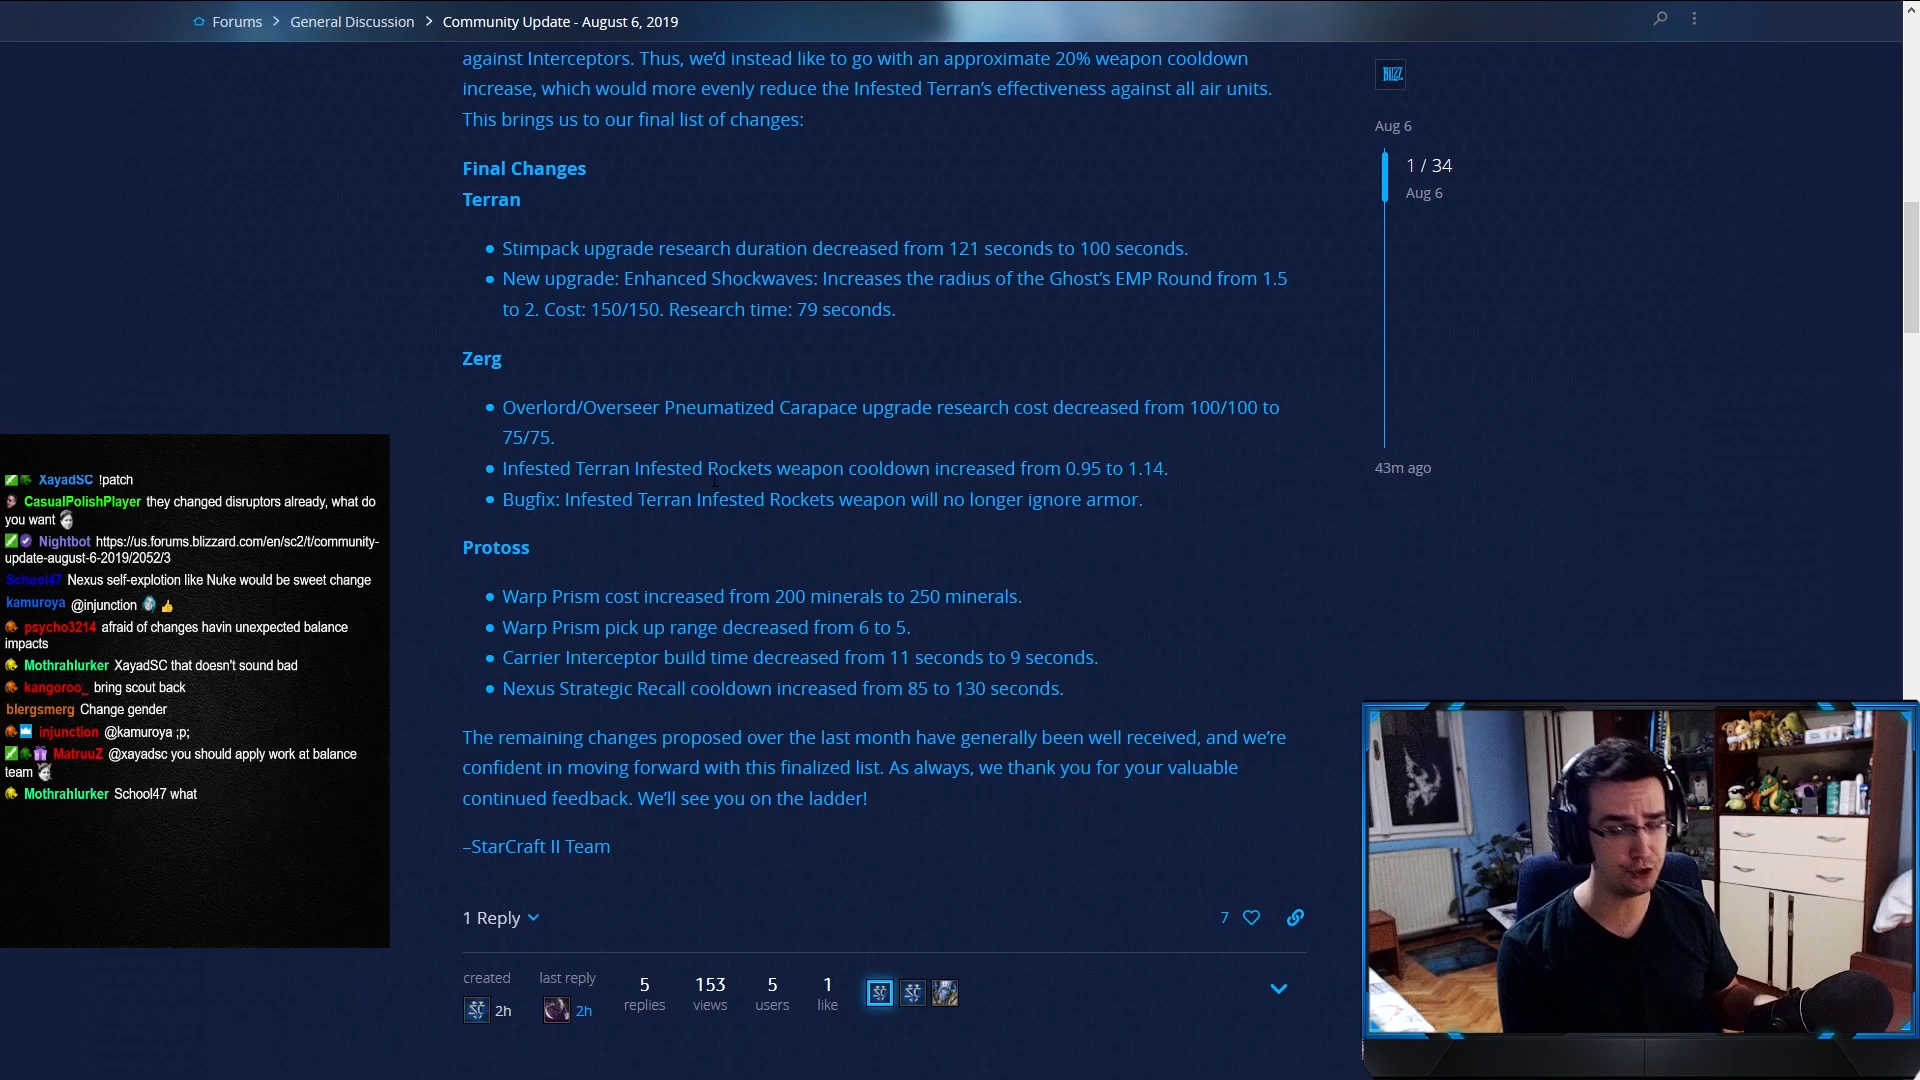 Forums > General Discussion > Community Update - August 6, 2019
against Interceptors. Thus, we'd instead like to go with an approximate 20% weapon cooldown
increase, which would more evenly reduce the Infested Terran's effectiveness against all air units.
This brings us to our final list of changes:
Final Changes
Terran
• Stimpack upgrade research duration decreased from 121 seconds to 100 seconds.
• New upgrade: Enhanced Shockwaves: Increases the radius of the Ghost's EMP Round from 1.5
to 2. Cost: 150/150. Research time: 79 seconds.
Zerg
• Overlord/Overseer Pneumatized Carapace upgrade research cost decreased from 100/100 to
75/75.
• Infested Terran Infested Rockets weapon cooldown increased from 0.95 to 1.14.
• Bugfix: Infested Terran Infested Rockets weapon will no longer ignore armor.
Protoss
• Warp Prism cost increased from 200 minerals to 250 minerals.
• Warp Prism pick up range decreased from 6 to 5.
• Carrier Interceptor build time decreased from 11 seconds to 9 seconds.
• Nexus Strategic Recall cooldown increased from 85 to 130 seconds.
The remaining changes proposed over the last month have generally been well received, and we're
confident in moving forward with this finalized list. As always, we thank you for your valuable
continued feedback. We'll see you on the ladder!
–StarCraft II Team
1 Reply
7
created
last reply
2h
2h
5
replies
153
views
5
users
1
like
BLIZZ
Aug 6
1 / 34
Aug 6
43m ago
XayadSC !patch
CasualPolishPlayer they changed disruptors already, what do
you want
Nightbot https://us.forums.blizzard.com/en/sc2/t/community-
update-august-6-2019/2052/3
School47 Nexus self-explotion like Nuke would be sweet change
kamuroya @injunction
psycho3214 afraid of changes havin unexpected balance
impacts
Mothrahlurker XayadSC that doesn't sound bad
kangoroo_ bring scout back
blergsmerg Change gender
injunction @kamuroya ;p;
MatruuZ @xayadsc you should apply work at balance
team
Mothrahlurker School47 what